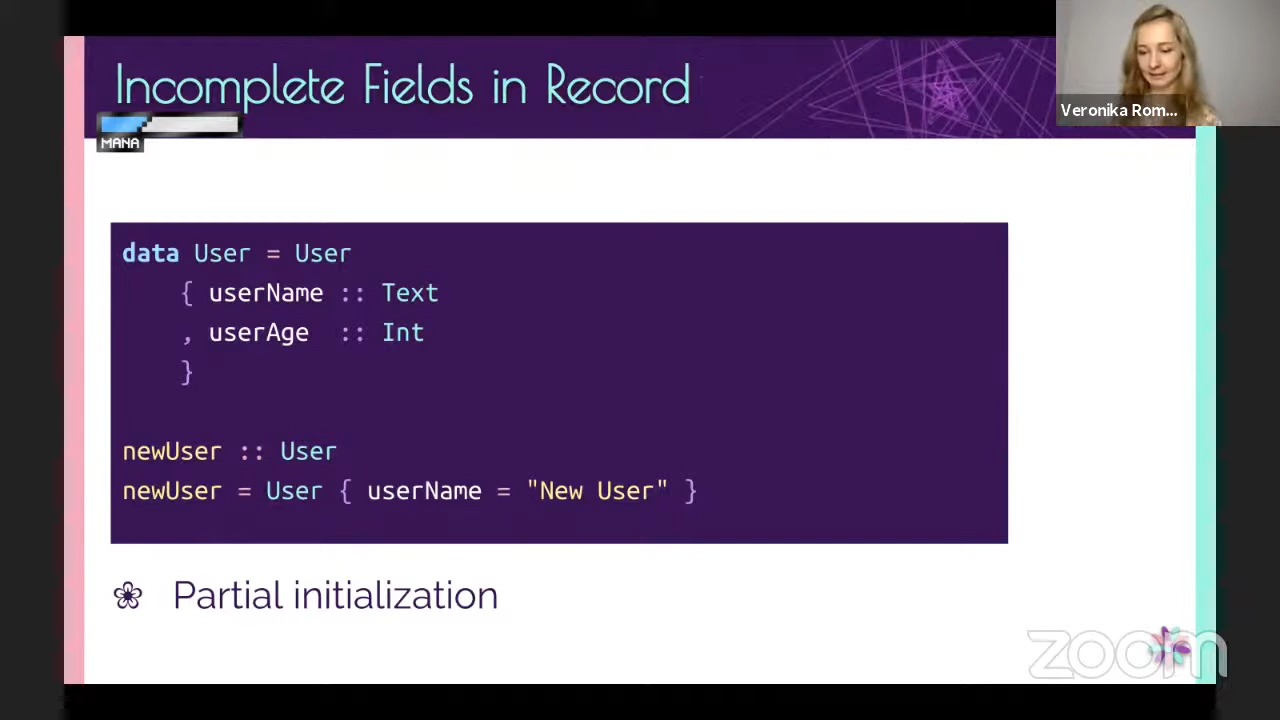 Incomplete Fields in Record
Veronika Rom...
MANA
data User = User
{ userName :: Text
, userAge :: Int
}
newUser :: User
newUser = User { userName = "New User" }
Partial initialization
zoom